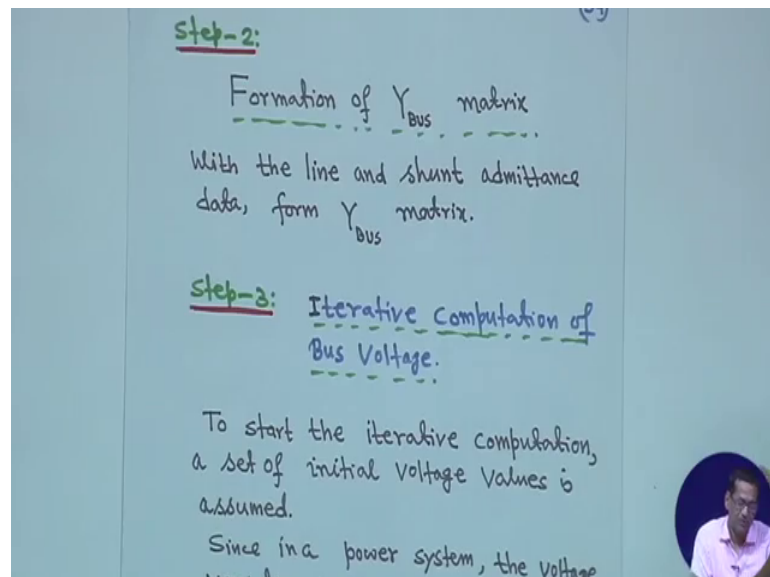 Step-2:
Formation of YBUS matrix
With the line and shunt admittance
data, form YBUS matrix.
Step-3: Iterative Computation of
Bus Voltage.
To start the iterative computation,
a set of initial voltage values is
assumed.
Since in a power system, the voltage